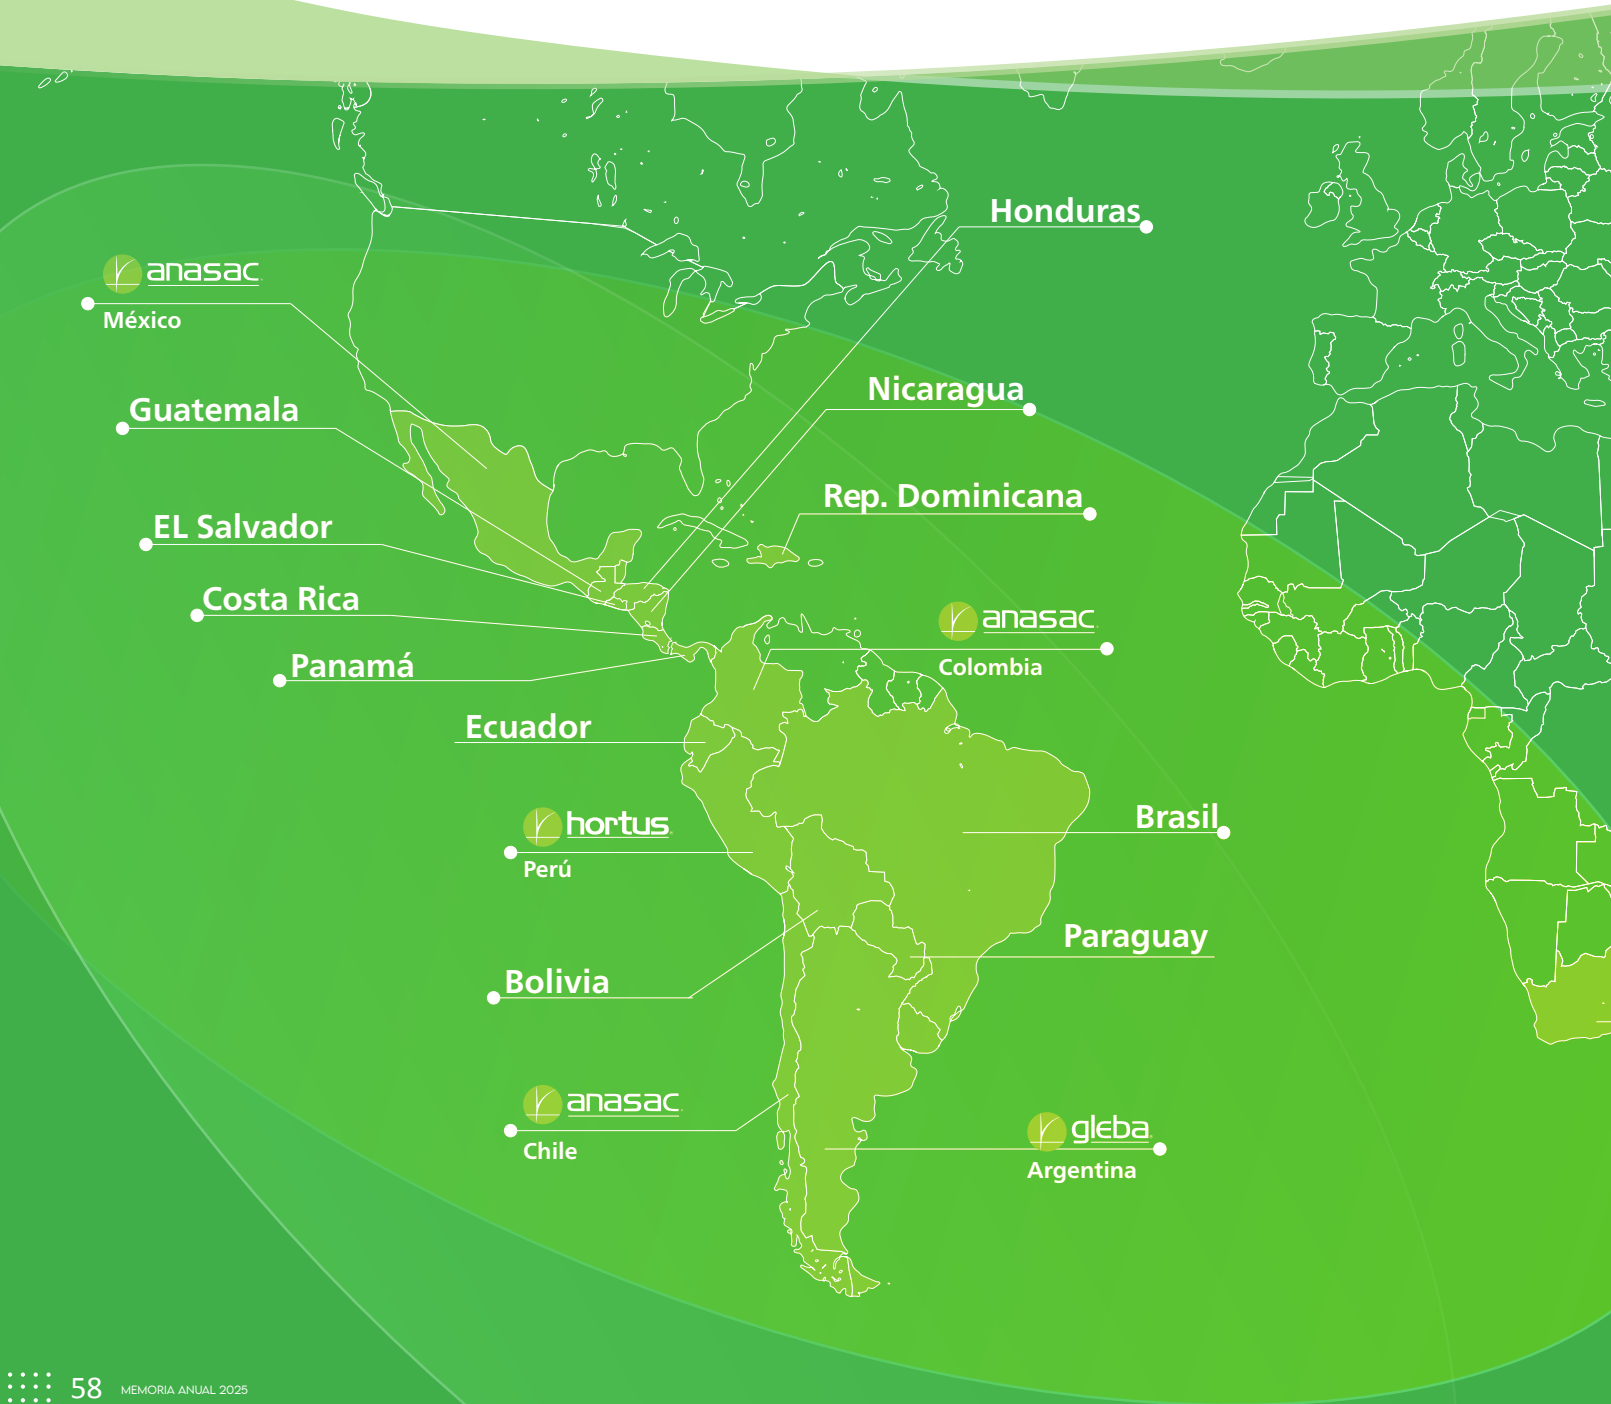 Honduras
anasac
México
Nicaragua
Guatemala
Rep. Dominicana
EL Salvador
Costa Rica
anasac
Colombia
Panamá
Ecuador
hortus
Perú
Brasil
Paraguay
Bolivia
anasac
Chile
gleba
Argentina
58 MEMORIA ANUAL 2025